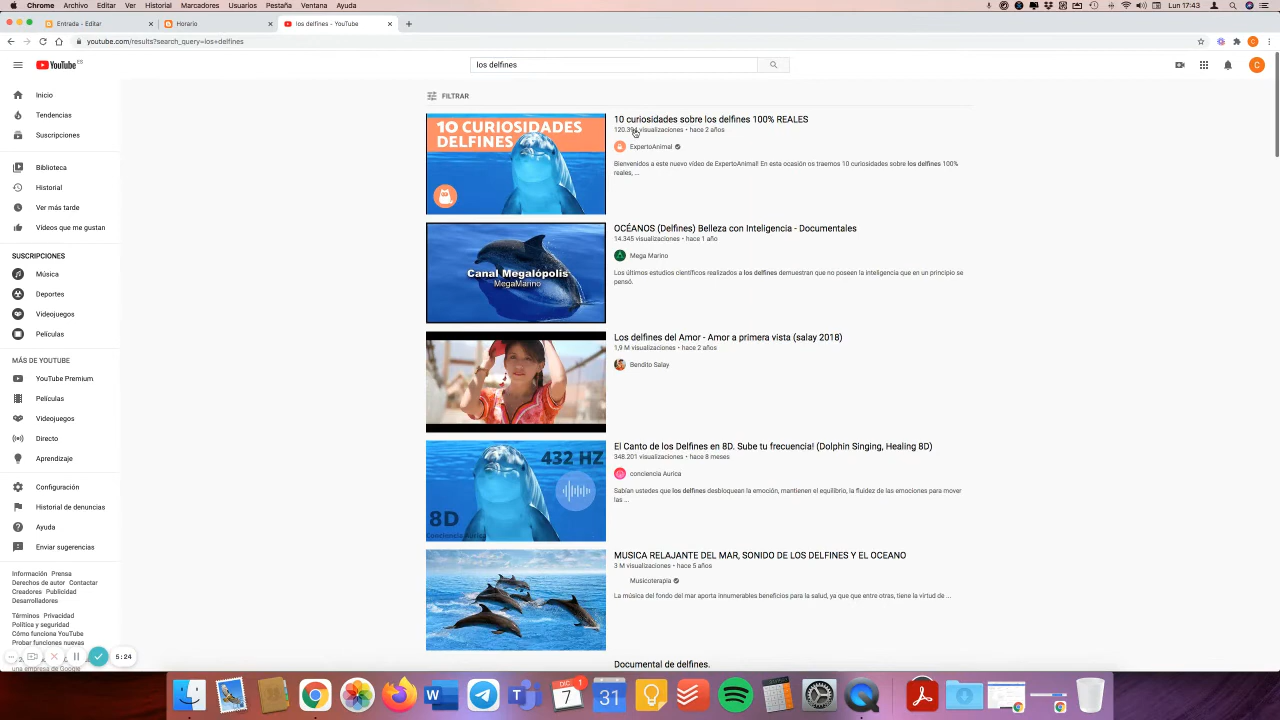 Chrome Archivo Editar Ver Historial Marcadores Usuarios Pestaña Ventana Ayuda Lun 17:43
Entrada - Editar Horario los delfines - YouTube
youtube.com/results?search_query=los+delfines
YouTube ES los delfines C
FILTRAR
Inicio
Tendencias
Suscripciones
Biblioteca
Historial
Ver más tarde
Vídeos que me gustan
SUSCRIPCIONES
Música
Deportes
Videojuegos
Películas
MÁS DE YOUTUBE
YouTube Premium
Películas
Videojuegos
Directo
Aprendizaje
Configuración
Historial de denuncias
Ayuda
Enviar sugerencias
Información Prensa
Derechos de autor Contactar
Creadores Publicidad
Desarrolladores
Términos Privacidad
Política y seguridad
Cómo funciona YouTube
Probar funciones nuevas
5:24
una empresa de Google
10 CURIOSIDADES
DELFINES
10 curiosidades sobre los delfines 100% REALES
visualizaciones • hace 2 años
ExpertoAnimal
Bienvenidos a este nuevo vídeo de ExpertoAnimal! En esta ocasión os traemos 10 curiosidades sobre los delfines 100%
reales, ...
Canal Megalópolis
MegaMarino
OCÉANOS (Delfines) Belleza con Inteligencia - Documentales
14.345 visualizaciones • hace 1 año
Mega Marino
Los últimos estudios científicos realizados a los delfines demuestran que no poseen la inteligencia que en un principio se
pensó.
Los delfines del Amor - Amor a primera vista (salay 2018)
1,9 M visualizaciones • hace 2 años
Bendito Salay
432 HZ
8D
El Canto de los Delfines en 8D. Sube tu frecuencia! (Dolphin Singing, Healing 8D)
348.201 visualizaciones • hace 8 meses
conciencia Aurica
Sabían ustedes que los delfines desbloquean la emoción, mantienen el equilibrio, la fluidez de las emociones para mover
las ...
MUSICA RELAJANTE DEL MAR, SONIDO DE LOS DELFINES Y EL OCEANO
3 M visualizaciones • hace 5 años
Musicoterapia
La música del fondo del mar aporta innumerables beneficios para la salud, ya que que entre otras, tiene la virtud de ...
Documental de delfines.
DIC. 1
7
31